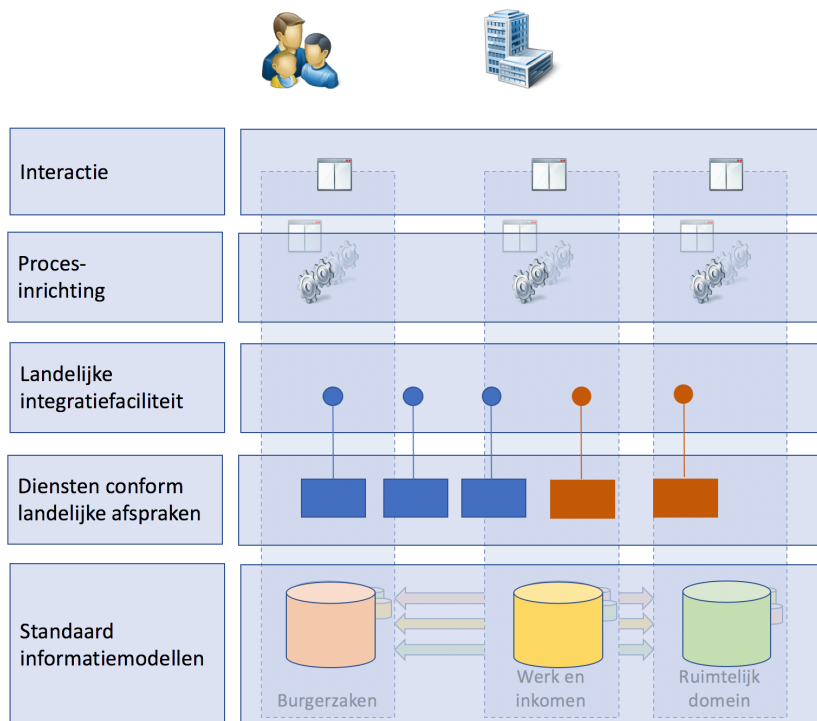 Interactie
Proces-
inrichting
Landelijke
integratiefaciliteit
Diensten conform
landelijke afspraken
Standaard
informatiemodellen
Burgerzaken
Werk en
inkomen
Ruimtelijk
domein